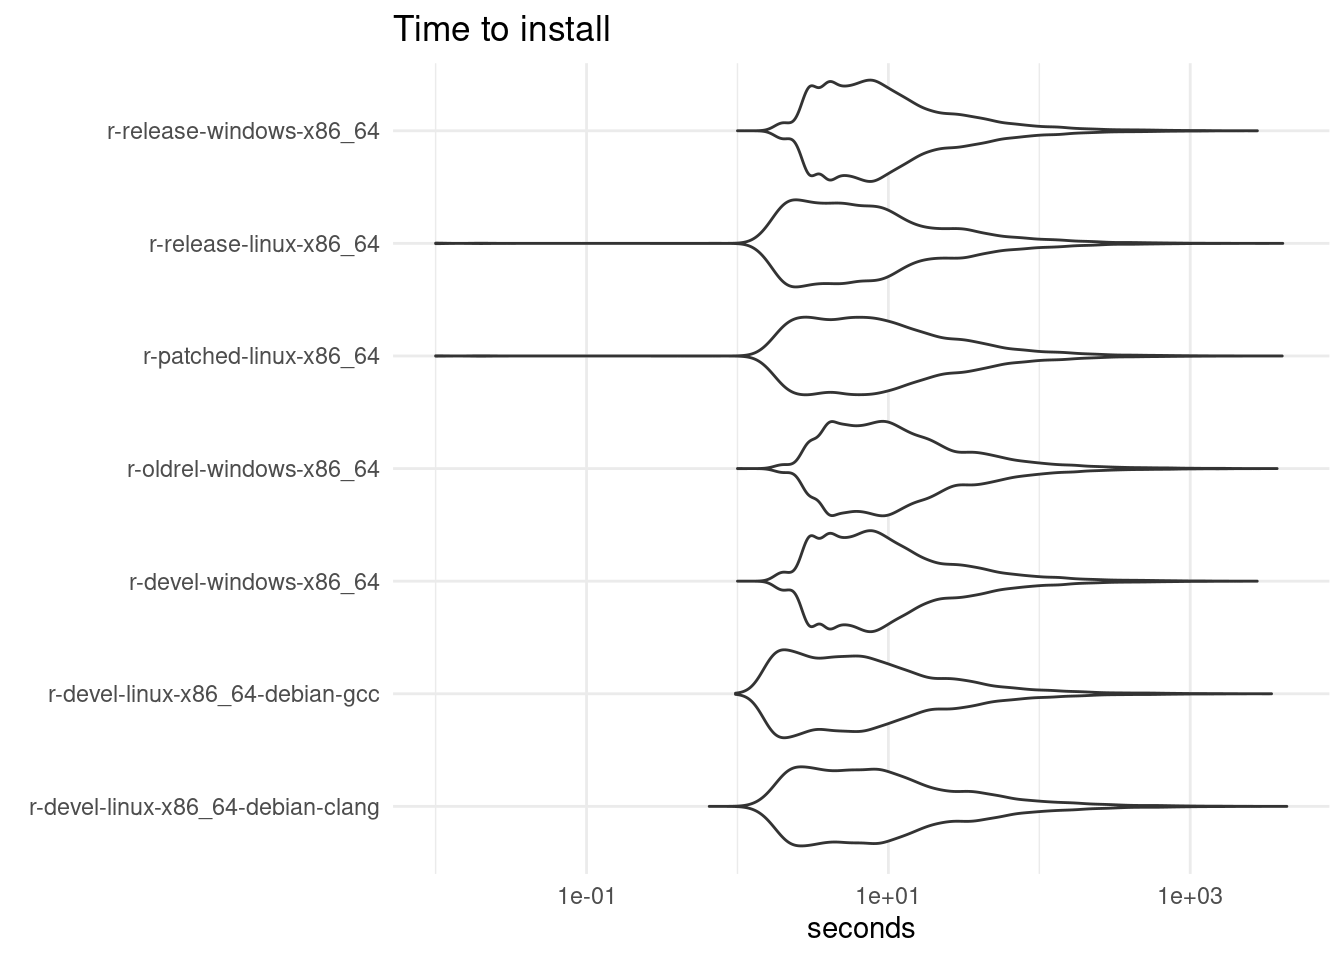 Time to install
r-release-windows-x86_64
r-release-linux-x86_64
r-patched-linux-x86_64
r-oldrel-windows-x86_64
r-devel-windows-x86_64
r-devel-linux-x86_64-debian-gcc
r-devel-linux-x86_64-debian-clang
1e-01 1e+01 1e+03
seconds